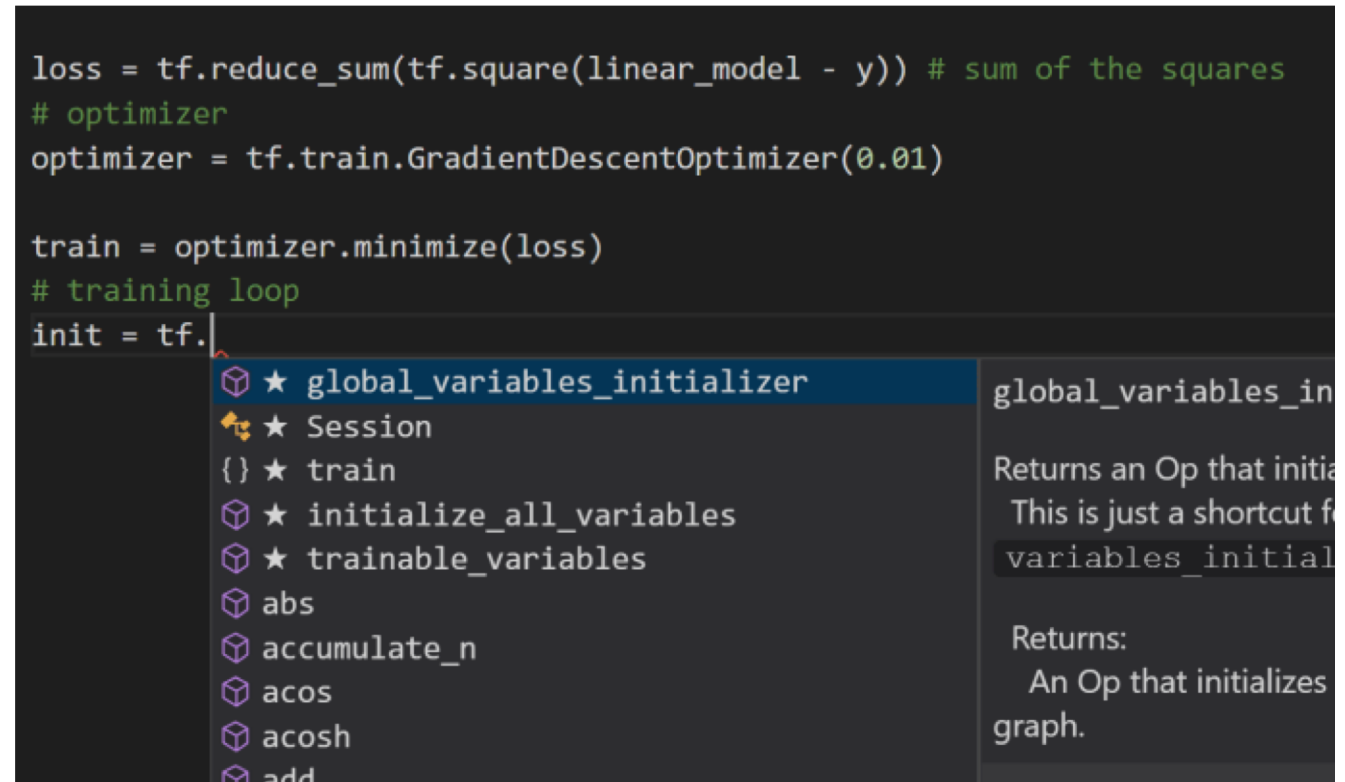 loss = tf.reduce_sum(tf.square(linear_model - y)) # sum of the squares
# optimizer
optimizer = tf.train.GradientDescentOptimizer(0.01)
train = optimizer.minimize(loss)
# training loop
init = tf.
★ global_variables_initializer
★ Session
{} ★ train
★ initialize_all_variables
★ trainable_variables
abs
accumulate_n
acos
acosh
add
global_variables_in
Returns an Op that initia
This is just a shortcut f
variables_initial
Returns:
An Op that initializes
graph.